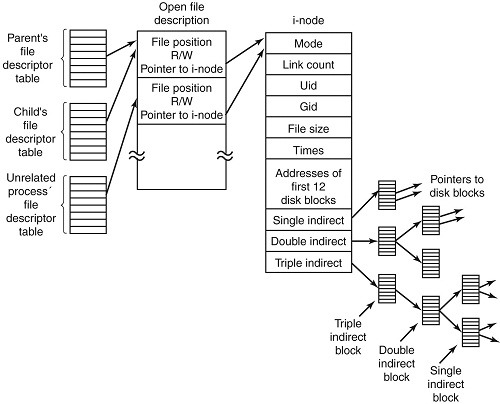 Open file
description
i-node
Parent's
file
descriptor
table
Child's
file
descriptor
table
Unrelated
process´
file
descriptor
table
File position
R/W
Pointer to i-node
File position
R/W
Pointer to i-node
Mode
Link count
Uid
Gid
File size
Times
Addresses of
first 12
disk blocks
Single indirect
Double indirect
Triple indirect
Pointers to
disk blocks
Triple
indirect
block
Double
indirect
block
Single
indirect
block